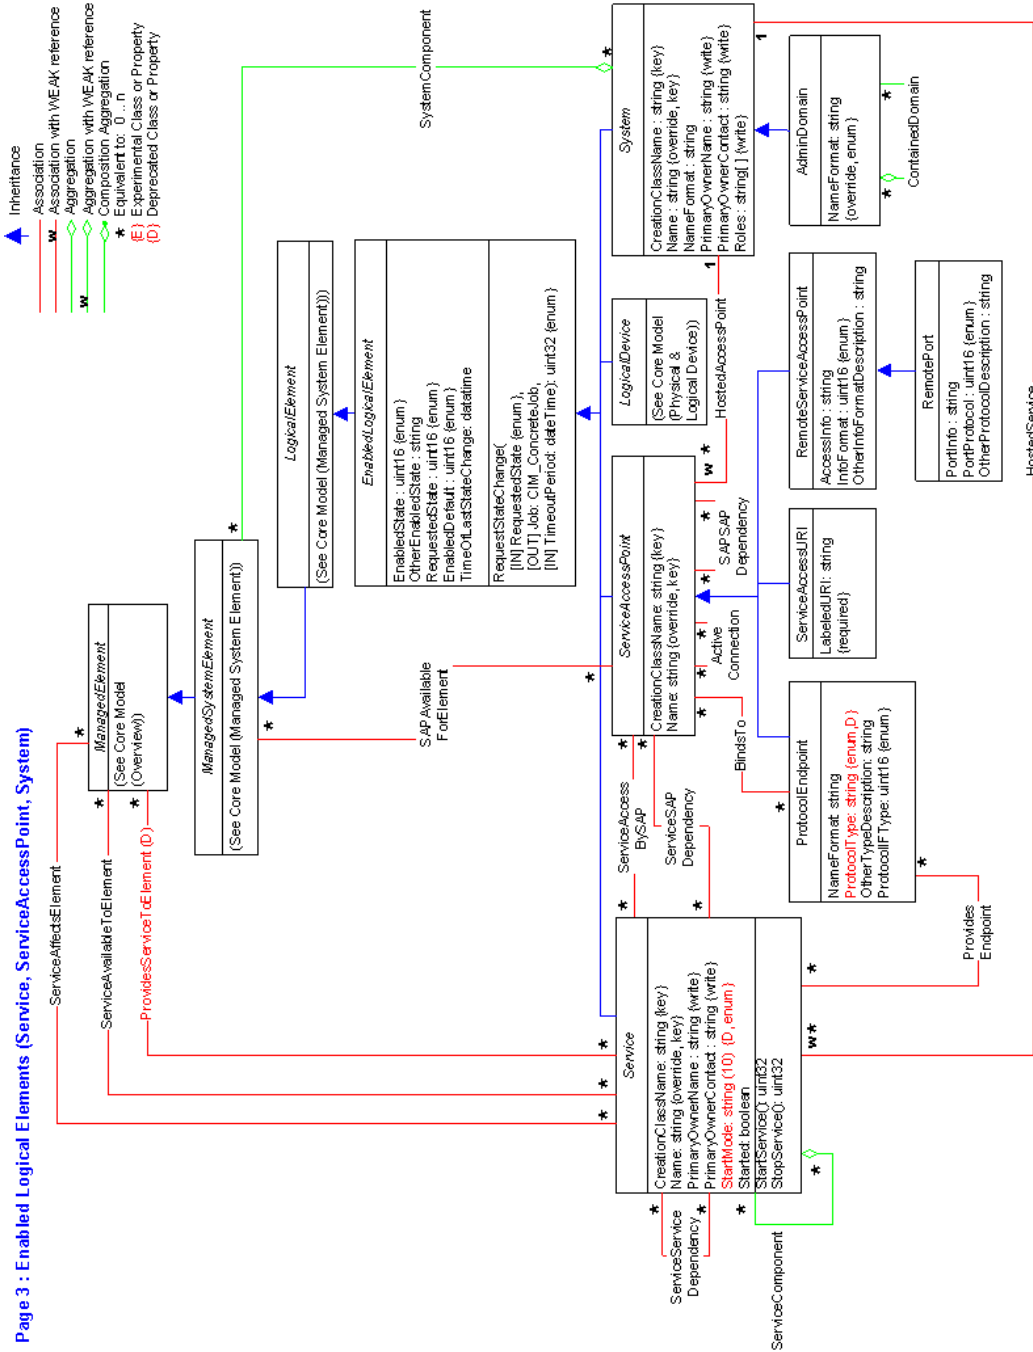 Page 3 : Enabled Logical Elements (Service, ServiceAccessPoint, System)
Inheritance
Association
Association with WEAK reference
w
Aggregation
Aggregation with WEAK reference
w
Composition Aggregation
* Equivalent to: 0 .. n
{E} Experimental Class or Property
{D} Deprecated Class or Property
ServiceAffectsElement
*
*
ServiceAvailableToElement
*
*
ProvidesServiceToElement (D)
*
*
ManagedElement
(See Core Model
(Overview))
ManagedSystemElement
(See Core Model (Managed System Element))
*
*
SystemComponent
*
LogicalElement
(See Core Model (Managed System Element)))
EnabledLogicalElement
EnabledState : uint16 {enum}
OtherEnabledState : string
RequestedState : uint16 {enum}
EnabledDefault : uint16 {enum}
TimeOfLastStateChange: datatime
RequestStateChange(
[IN] RequestedState {enum},
[OUT] Job: CIM_ConcreteJob,
[IN] TimeoutPeriod: dateTime): uint32 {enum}
SAPAvailable
ForElement
*
Service
CreationClassName: string {key}
Name: string {override, key}
PrimaryOwnerName : string {write}
PrimaryOwnerContact : string {write}
StartMode: string (10) {D, enum}
Started: boolean
StartService(): uint32
StopService(): uint32
ServiceService
Dependency
*
*
ServiceComponent
*
*
ServiceAccess
BySAP
*
*
ServiceSAP
Dependency
*
*
ServiceAccessPoint
CreationClassName: string {key}
Name: string {override, key}
BindsTo
*
*
Active
Connection
*
*
SAPSAP
Dependency
*
*
HostedAccessPoint
w *
1
LogicalDevice
(See Core Model
(Physical &
Logical Device))
System
CreationClassName : string {key}
Name : string {override, key}
NameFormat : string
PrimaryOwnerName : string {write}
PrimaryOwnerContact : string {write}
Roles : string[ ] {write}
1
ProtocolEndpoint
NameFormat: string
ProtocolType: string {enum,D}
OtherTypeDescription: string
ProtocolIFType: uint16 {enum}
Provides
Endpoint
*
*
ServiceAccessURI
LabeledURI: string
{required}
RemoteServiceAccessPoint
AccessInfo : string
InfoFormat : uint16 {enum}
OtherInfoFormatDescription : string
RemotePort
PortInfo : string
PortProtocol : uint16 {enum}
OtherProtocolDescription : string
AdminDomain
NameFormat: string
{override, enum}
ContainedDomain
*
*
HostedService
w*